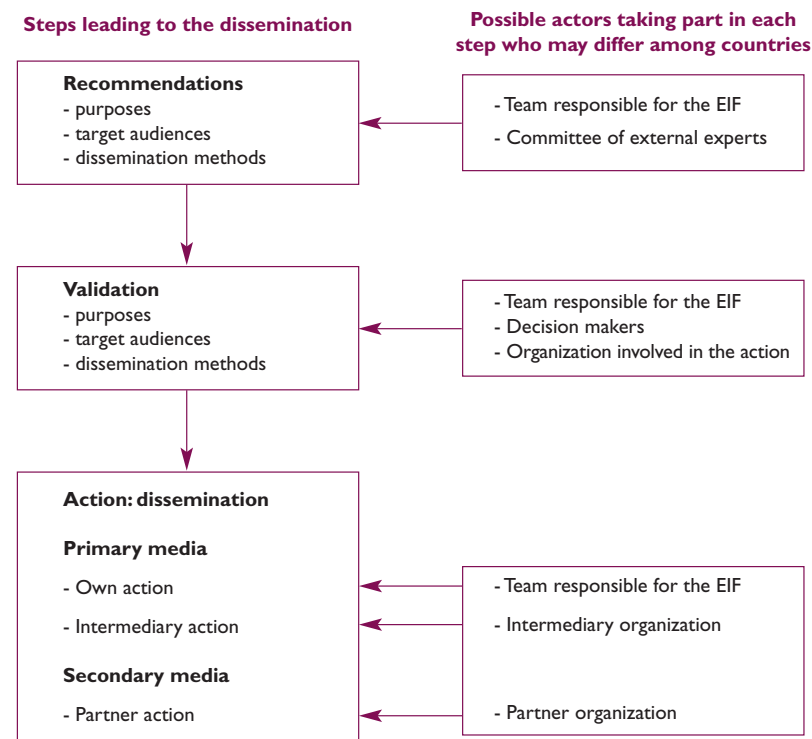 Steps leading to the dissemination
Possible actors taking part in each
step who may differ among countries
Recommendations
- purposes
- target audiences
- dissemination methods
- Team responsible for the EIF
- Committee of external experts
Validation
- purposes
- target audiences
- dissemination methods
- Team responsible for the EIF
- Decision makers
- Organization involved in the action
Action: dissemination
Primary media
- Own action
- Intermediary action
Secondary media
- Partner action
- Team responsible for the EIF
- Intermediary organization
- Partner organization